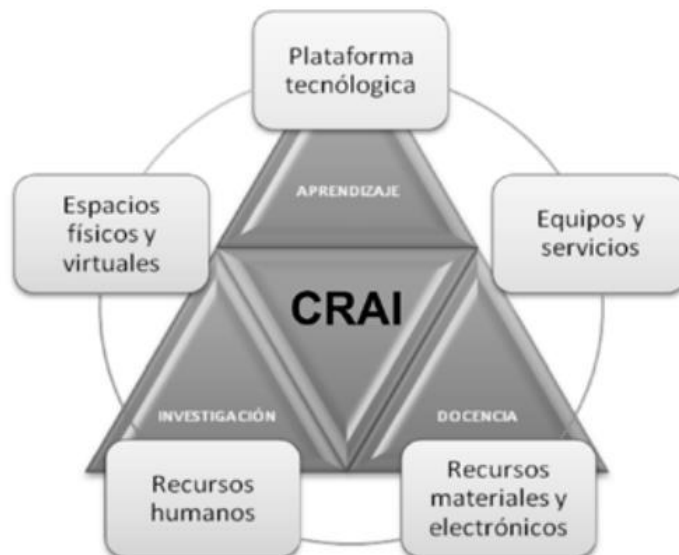 Plataforma
tecnólogica
APRENDIZAJE
Espacios
físicos y
virtuales
Equipos y
servicios
CRAI
INVESTIGACIÓN
DOCENCIA
Recursos
humanos
Recursos
materiales y
electrónicos